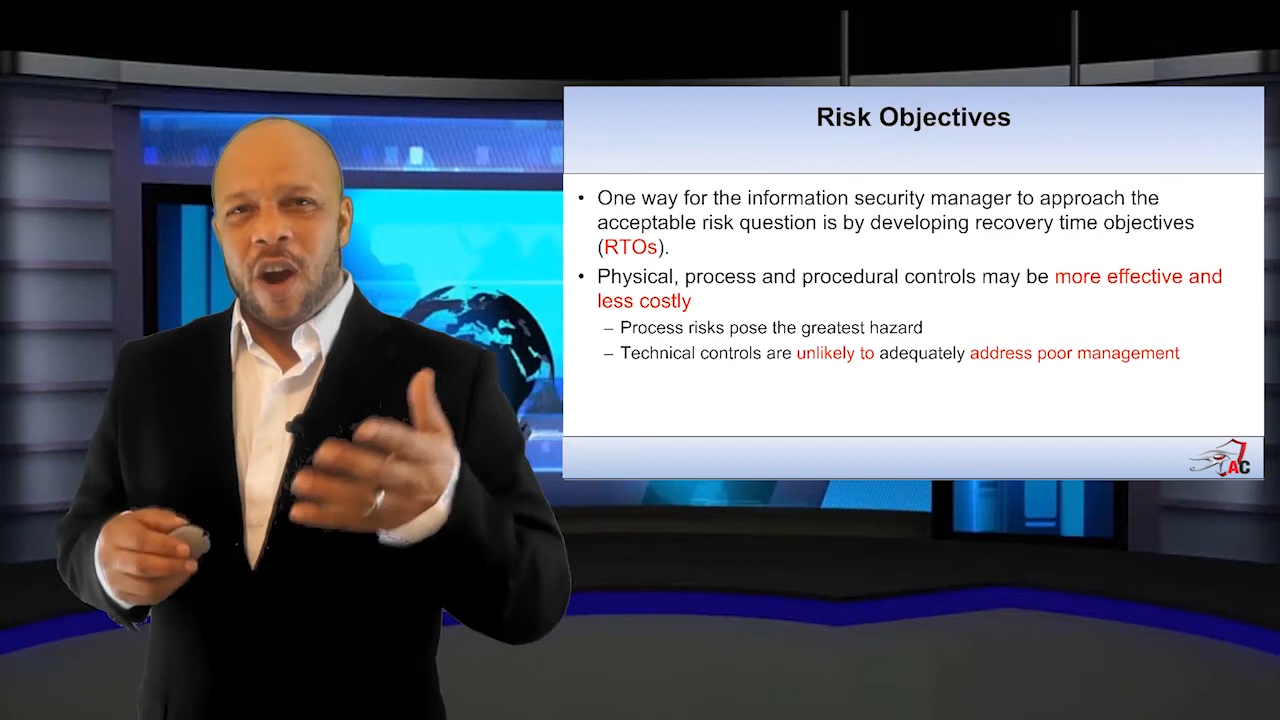 Risk Objectives
• One way for the information security manager to approach the
acceptable risk question is by developing recovery time objectives
(RTOs).
• Physical, process and procedural controls may be more effective and
less costly
– Process risks pose the greatest hazard
– Technical controls are unlikely to adequately address poor management
AC